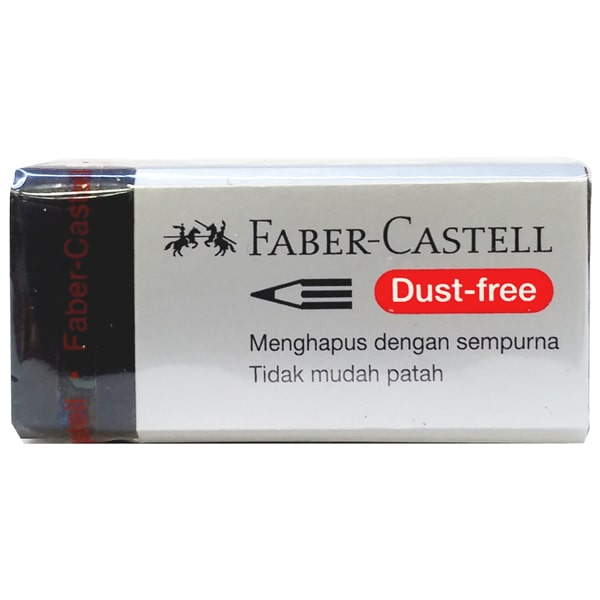 FABER-CASTELL
Dust-free
Menghapus dengan sempurna
Tidak mudah patah
Faber-Castell